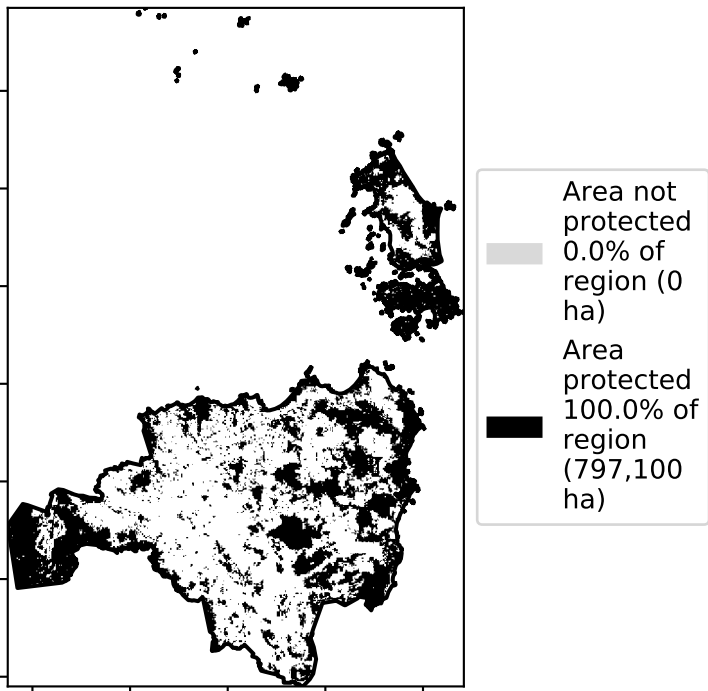 Area not
protected
0.0% of
region (0
ha)
Area
protected
100.0% of
region
(797,100
ha)